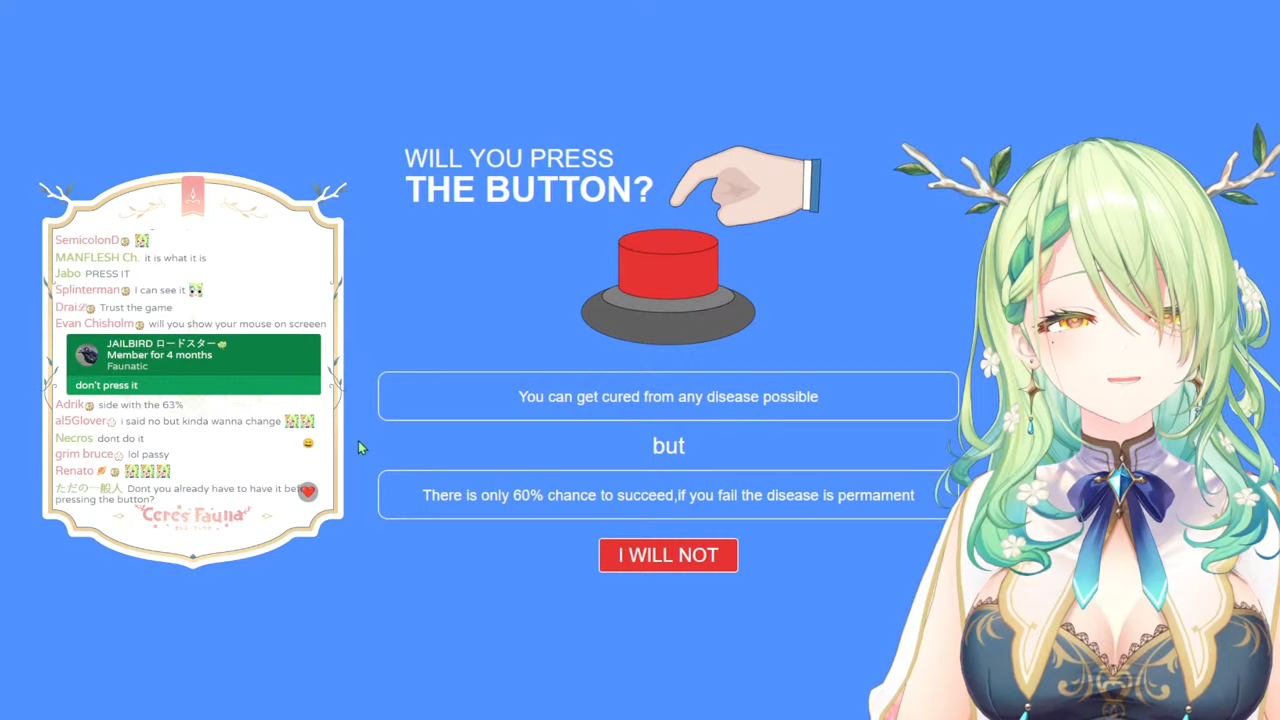 WILL YOU PRESS
THE BUTTON?
You can get cured from any disease possible
but
There is only 60% chance to succeed,if you fail the disease is permament
I WILL NOT
SemicolonD
MANFLESH Ch. it is what it is
Jabo PRESS IT
Splinterman I can see it
Drai Trust the game
Evan Chisholm will you show your mouse on screeen
JAILBIRD ロードスター
Member for 4 months
Faunatic
don't press it
Adrik side with the 63%
al5Glover i said no but kinda wanna change
Necros dont do it
grim bruce lol passy
Renato
ただの一般人 Dont you already have to have it before
pressing the button?
Ceres Fauna